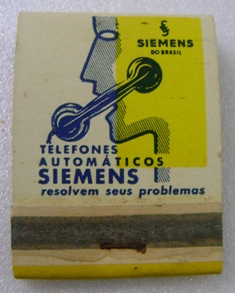 SIEMENS
DO BRASIL
TELEFONES
AUTOMÁTICOS
SIEMENS
resolvem seus problemas